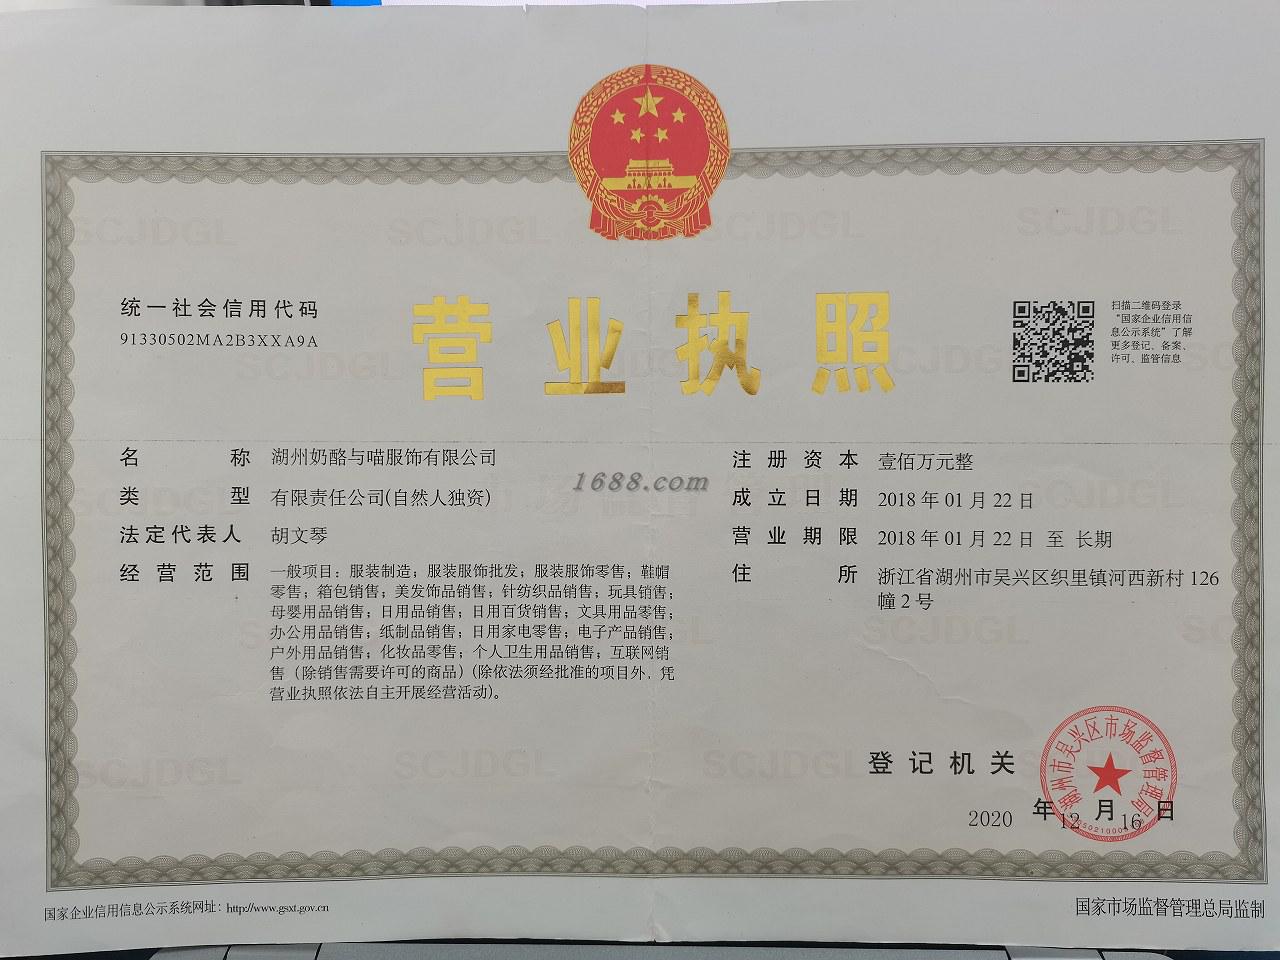 统一社会信用代码
91330502MA2B3XXA9A
营业执照
扫描二维码登录
“国家企业信用信
息公示系统”了解
更多登记、备案、
许可、监管信息
名称 湖州奶酪与喵服饰有限公司
类型 有限责任公司(自然人独资)
法定代表人 胡文琴
经营范围 一般项目：服装制造；服装服饰批发；服装服饰零售；鞋帽
零售；箱包销售；美发饰品销售；针纺织品销售；玩具销售；
母婴用品销售；日用品销售；日用百货销售；文具用品零售；
办公用品销售；纸制品销售；日用家电零售；电子产品销售；
户外用品销售；化妆品零售；个人卫生用品销售；互联网销
售（除销售需要许可的商品）(除依法须经批准的项目外，凭
营业执照依法自主开展经营活动)。
1688.com
注册资本 壹佰万元整
成立日期 2018年01月22日
营业期限 2018年01月22日 至 长期
住所 浙江省湖州市吴兴区织里镇河西新村126
幢2号
登记机关
湖州市吴兴区市场监督管理局
2020年12月16日
国家企业信用信息公示系统网址：http://www.gsxt.gov.cn
国家市场监督管理总局监制
SCJDGL